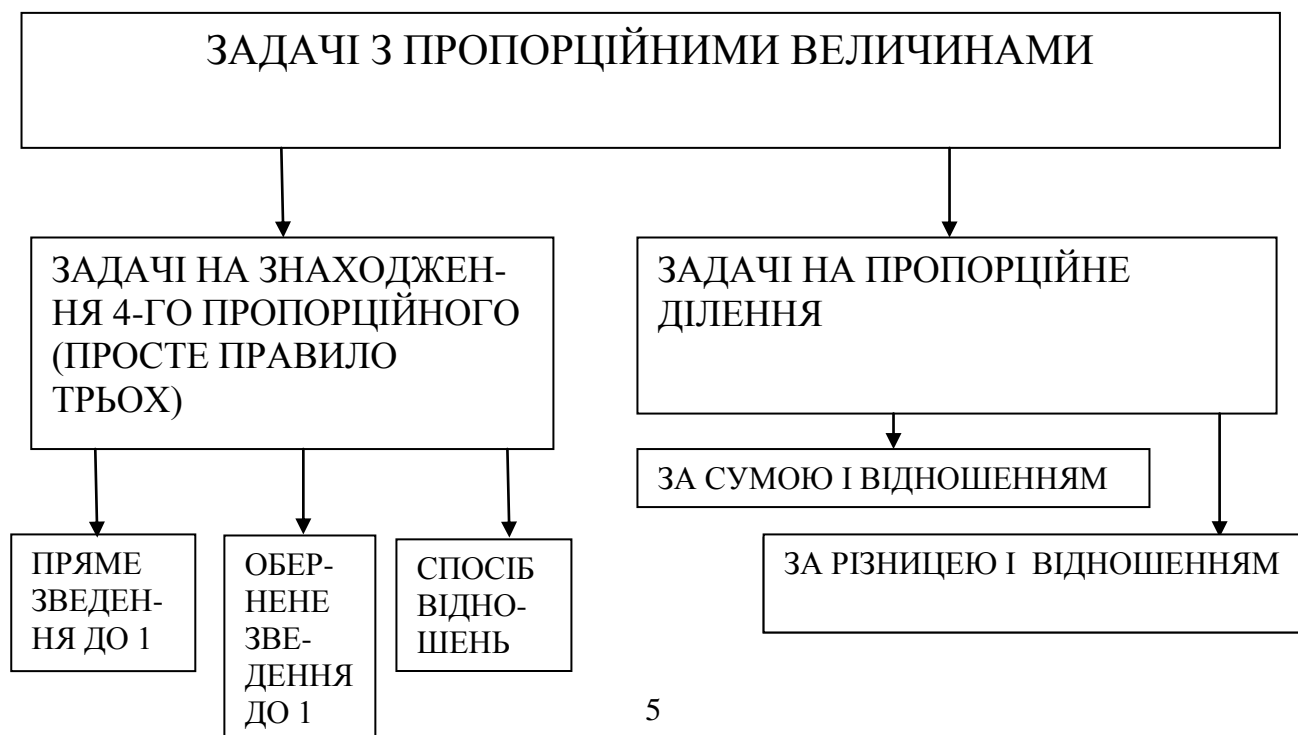 ЗАДАЧІ З ПРОПОРЦІЙНИМИ ВЕЛИЧИНАМИ
ЗАДАЧІ НА ЗНАХОДЖЕН-
НЯ 4-ГО ПРОПОРЦІЙНОГО
(ПРОСТЕ ПРАВИЛО
ТРЬОХ)
ЗАДАЧІ НА ПРОПОРЦІЙНЕ
ДІЛЕННЯ
ЗА СУМОЮ І ВІДНОШЕННЯМ
ЗА РІЗНИЦЕЮ І ВІДНОШЕННЯМ
ПРЯМЕ
ЗВЕДЕН-
НЯ ДО 1
ОБЕР-
НЕНЕ
ЗВЕ-
ДЕННЯ
ДО 1
СПОСІБ
ВІДНО-
ШЕНЬ
5